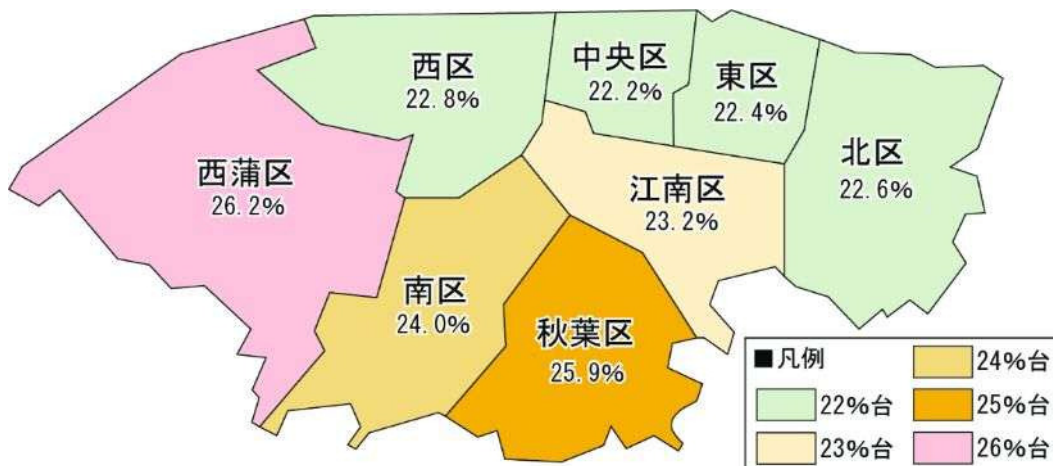 西区
22.8%
中央区
22.2%
東区
22.4%
北区
22.6%
西蒲区
26.2%
江南区
23.2%
南区
24.0%
秋葉区
25.9%
■凡例
22%台
23%台
24%台
25%台
26%台